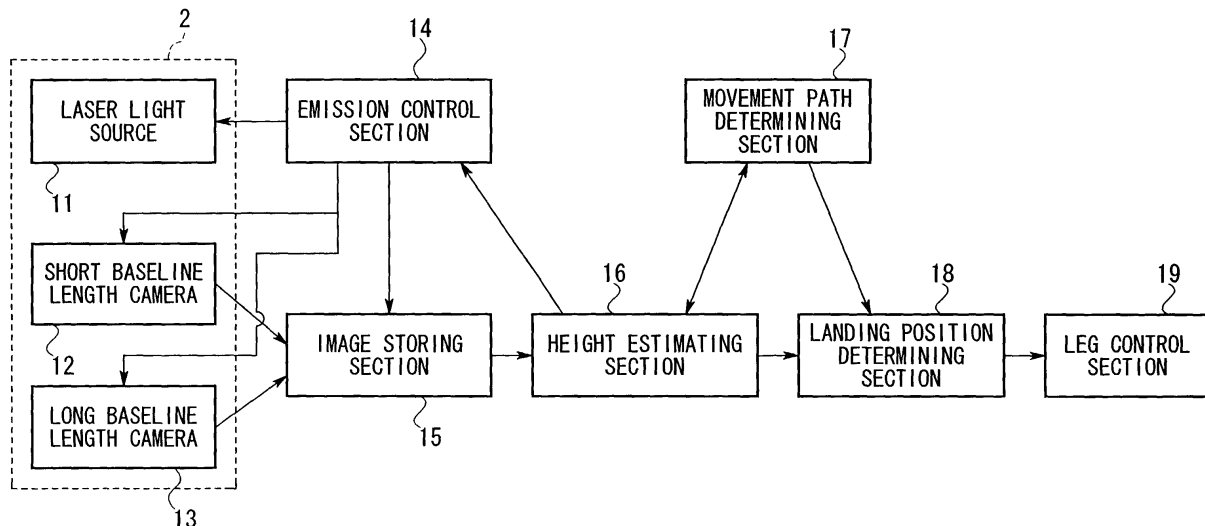 2
14
17
LASER LIGHT
SOURCE
EMISSION CONTROL
SECTION
MOVEMENT PATH
DETERMINING
SECTION
11
SHORT BASELINE
LENGTH CAMERA
12
16
18
19
IMAGE STORING
SECTION
HEIGHT ESTIMATING
SECTION
LANDING POSITION
DETERMINING
SECTION
LEG CONTROL
SECTION
LONG BASELINE
LENGTH CAMERA
15
13